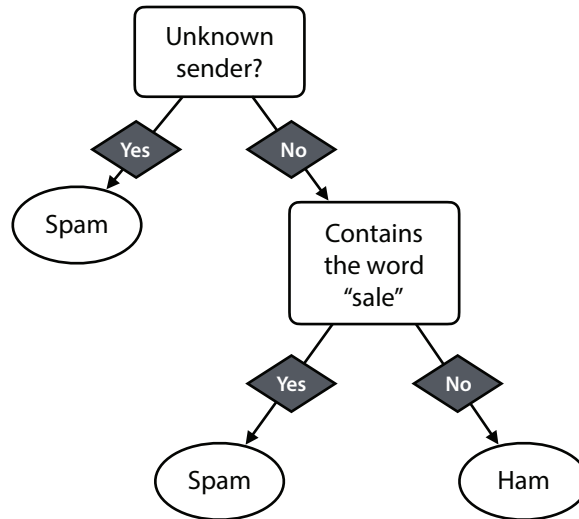 Unknown
sender?
Yes
No
Spam
Contains
the word
“sale”
Yes
No
Spam
Ham